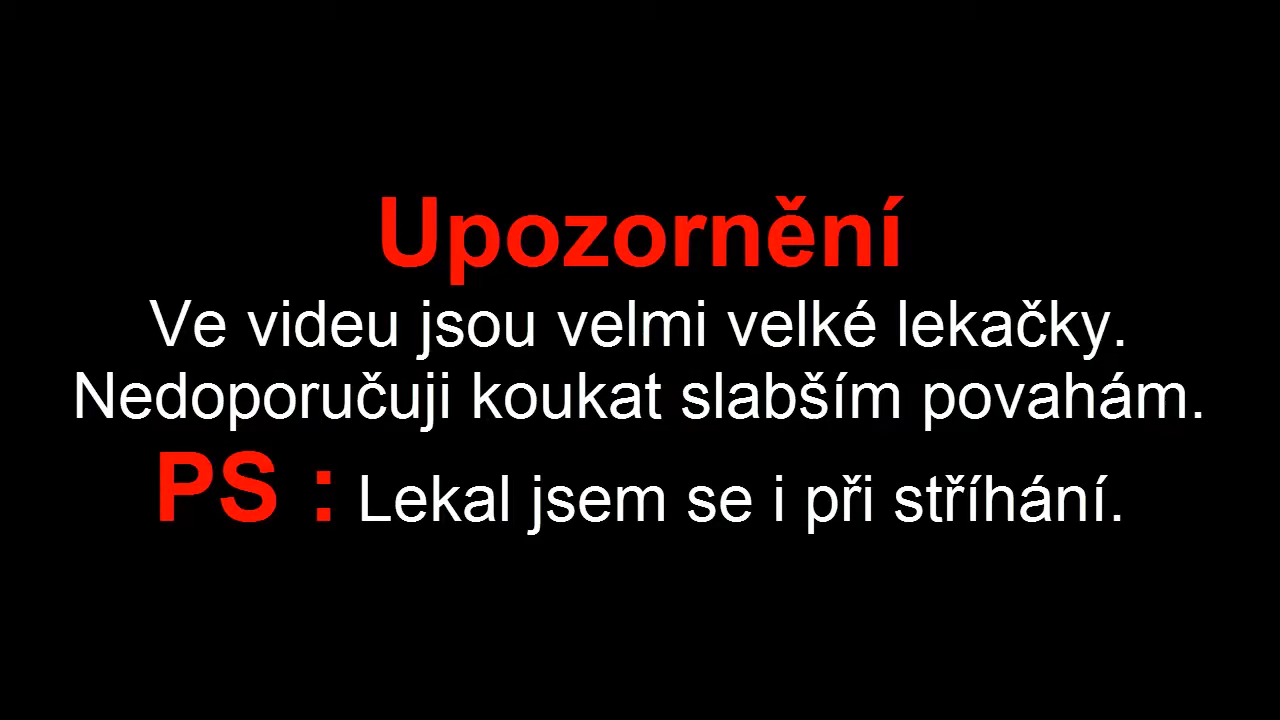 Upozornění
Ve videu jsou velmi velké lekačky.
Nedoporučuji koukat slabším povahám.
PS : Lekal jsem se i při stříhání.